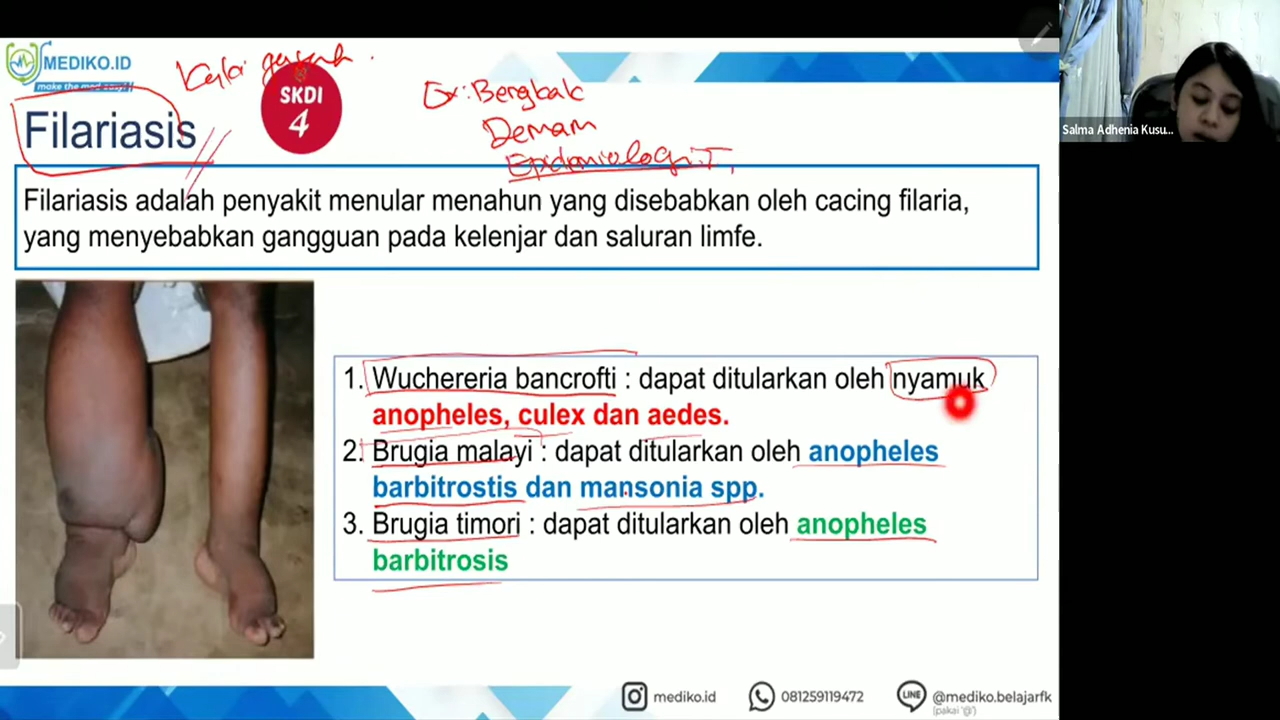 MEDIKO.ID
make the med easy!!
Kaki gajah.
SKDI
4
Gx: Bengkak
Demam
Epidemiologi T,
Filariasis
Salma Adhenia Kusu...
Filariasis adalah penyakit menular menahun yang disebabkan oleh cacing filaria,
yang menyebabkan gangguan pada kelenjar dan saluran limfe.
1. Wuchereria bancrofti : dapat ditularkan oleh nyamuk
anopheles, culex dan aedes.
2. Brugia malayi : dapat ditularkan oleh anopheles
barbitrostis dan mansonia spp.
3. Brugia timori : dapat ditularkan oleh anopheles
barbitrosis
mediko.id
081259119472
LINE
@mediko.belajarfk
(pakai '@')